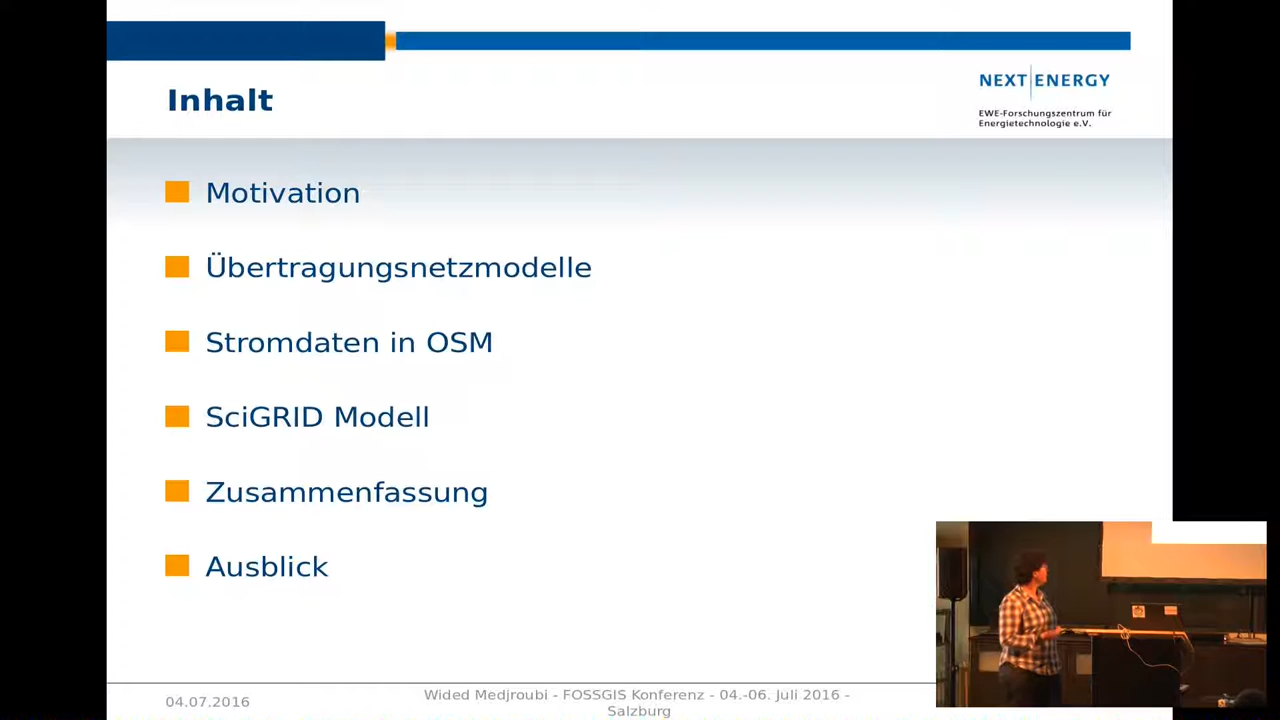 Inhalt
NEXT ENERGY
EWE-Forschungszentrum für
Energietechnologie e.V.
Motivation
Übertragungsnetzmodelle
Stromdaten in OSM
SciGRID Modell
Zusammenfassung
Ausblick
04.07.2016
Wided Medjroubi - FOSSGIS Konferenz - 04.-06. Juli 2016 -
Salzburg